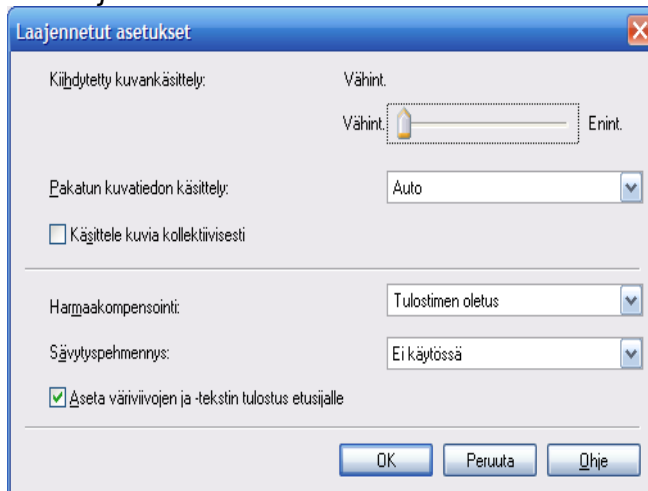 Laajennetut asetukset
Kiihdytetty kuvankäsittely: Vähint.
Vähint. Enint.
Pakatun kuvatiedon käsittely: Auto
Käsittele kuvia kollektiivisesti
Harmaakompensointi: Tulostimen oletus
Sävytyspehmennys: Ei käytössä
Aseta väriviivojen ja -tekstin tulostus etusijalle
OK Peruuta Ohje